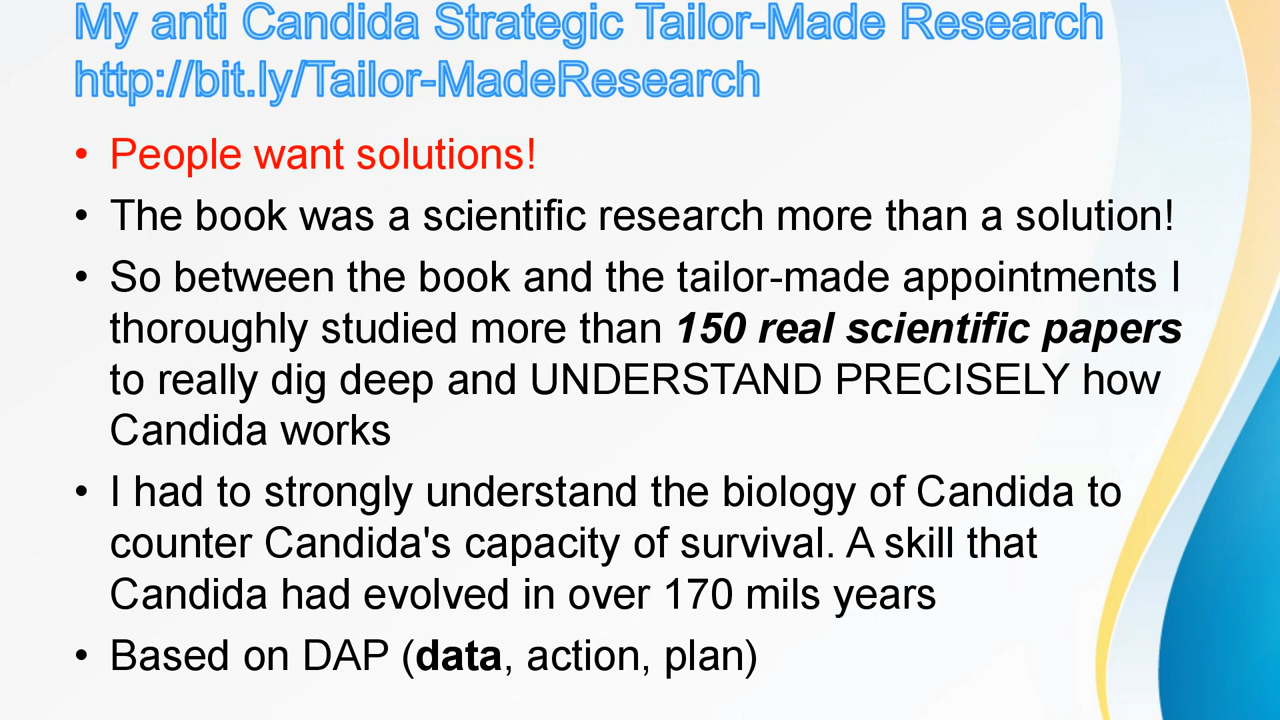 My anti Candida Strategic Tailor-Made Research
http://bit.ly/Tailor-MadeResearch
• People want solutions!
• The book was a scientific research more than a solution!
• So between the book and the tailor-made appointments I
thoroughly studied more than 150 real scientific papers
to really dig deep and UNDERSTAND PRECISELY how
Candida works
• I had to strongly understand the biology of Candida to
counter Candida's capacity of survival. A skill that
Candida had evolved in over 170 mils years
• Based on DAP (data, action, plan)